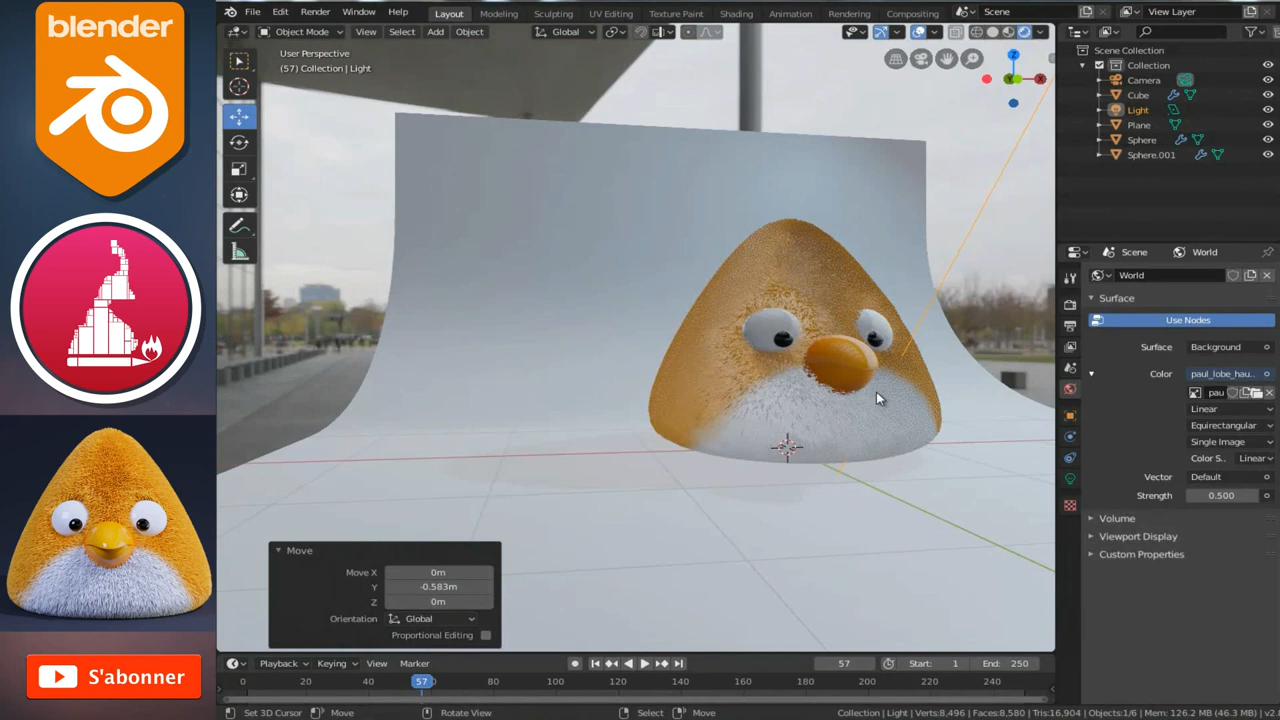 blender
S'abonner
File Edit Render Window Help
Layout Modeling Sculpting UV Editing Texture Paint Shading Animation Rendering Compositing
Scene
View Layer
Object Mode View Select Add Object
Global
User Perspective
(57) Collection | Light
Z
Y
X
Move
Move X 0m
Y -0.583m
Z 0m
Orientation Global
Proportional Editing
Scene Collection
Collection
Camera
Cube
Light
Plane
Sphere
Sphere.001
Scene World
World
Surface
Use Nodes
Surface Background
Color paul_lobe_hau..
pau
Linear
Equirectangular
Single Image
Color S.. Linear
Vector Default
Strength 0.500
Volume
Viewport Display
Custom Properties
Playback Keying View Marker
57
Start: 1
End: 250
0 20 40 57 80 100 120 140 160 180 200 220 240
Set 3D Cursor Move Rotate View Select Move
Collection | Light | Verts:8,496 | Faces:8,580 | Tris:16,904 | Objects:1/6 | Mem: 126.2 MB (46.3 MB) | v2.